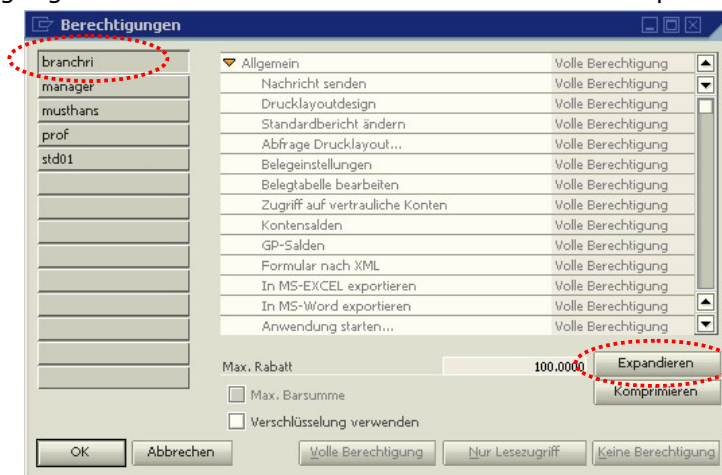 Berechtigungen
branchri
manager
musthans
prof
std01
Allgemein Volle Berechtigung
Nachricht senden Volle Berechtigung
Drucklayoutdesign Volle Berechtigung
Standardbericht ändern Volle Berechtigung
Abfrage Drucklayout... Volle Berechtigung
Belegeinstellungen Volle Berechtigung
Belegtabelle bearbeiten Volle Berechtigung
Zugriff auf vertrauliche Konten Volle Berechtigung
Kontensalden Volle Berechtigung
GP-Salden Volle Berechtigung
Formular nach XML Volle Berechtigung
In MS-EXCEL exportieren Volle Berechtigung
In MS-Word exportieren Volle Berechtigung
Anwendung starten... Volle Berechtigung
Max. Rabatt 100.0000 Expandieren
Max. Barsumme Komprimieren
Verschlüsselung verwenden
OK Abbrechen Volle Berechtigung Nur Lesezugriff Keine Berechtigung